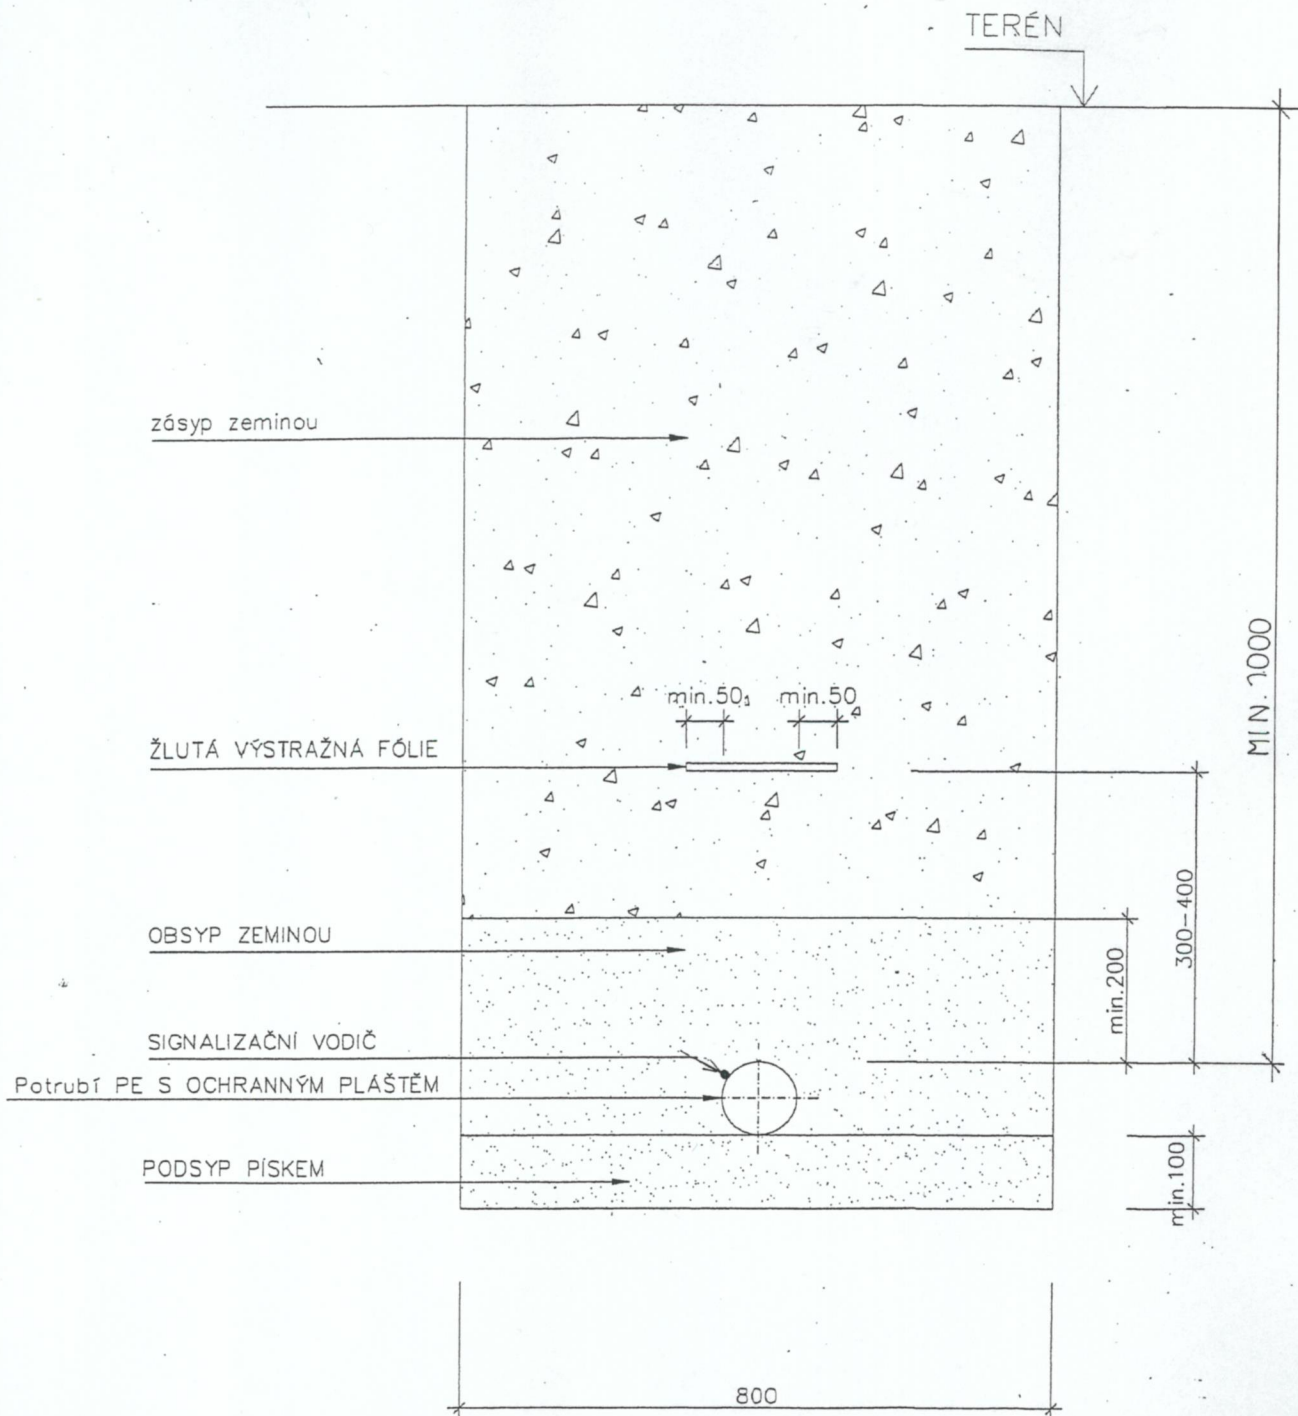 TERÉN
zásyp zeminou
min.50
min.50
MIN. 1000
ŽLUTÁ VÝSTRAŽNÁ FÓLIE
300-400
OBSYP ZEMINOU
min.200
SIGNALIZAČNÍ VODIČ
Potrubí PE S OCHRANNÝM PLÁŠTĚM
PODSYP PÍSKEM
min.100
800